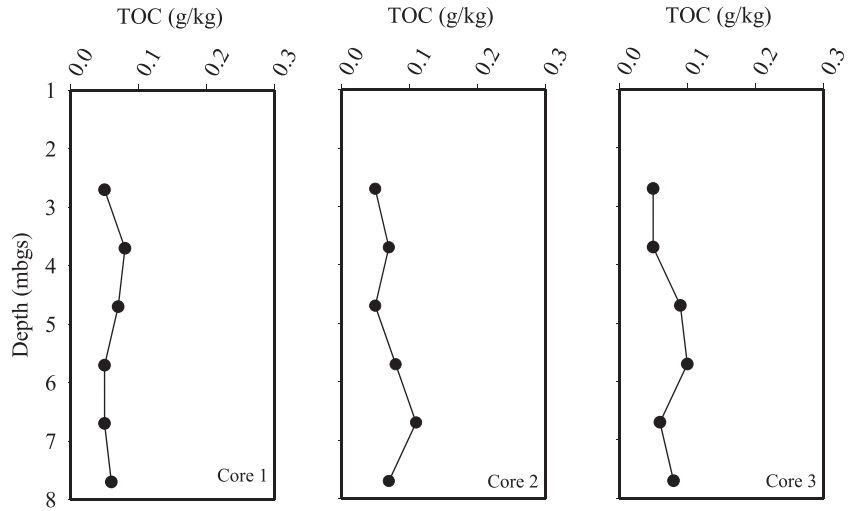 TOC (g/kg)
TOC (g/kg)
TOC (g/kg)
0.0 0.1 0.2 0.3
0.0 0.1 0.2 0.3
0.0 0.1 0.2 0.3
1
2
3
4
5
6
7
8
Depth (mbgs)
Core 1
Core 2
Core 3